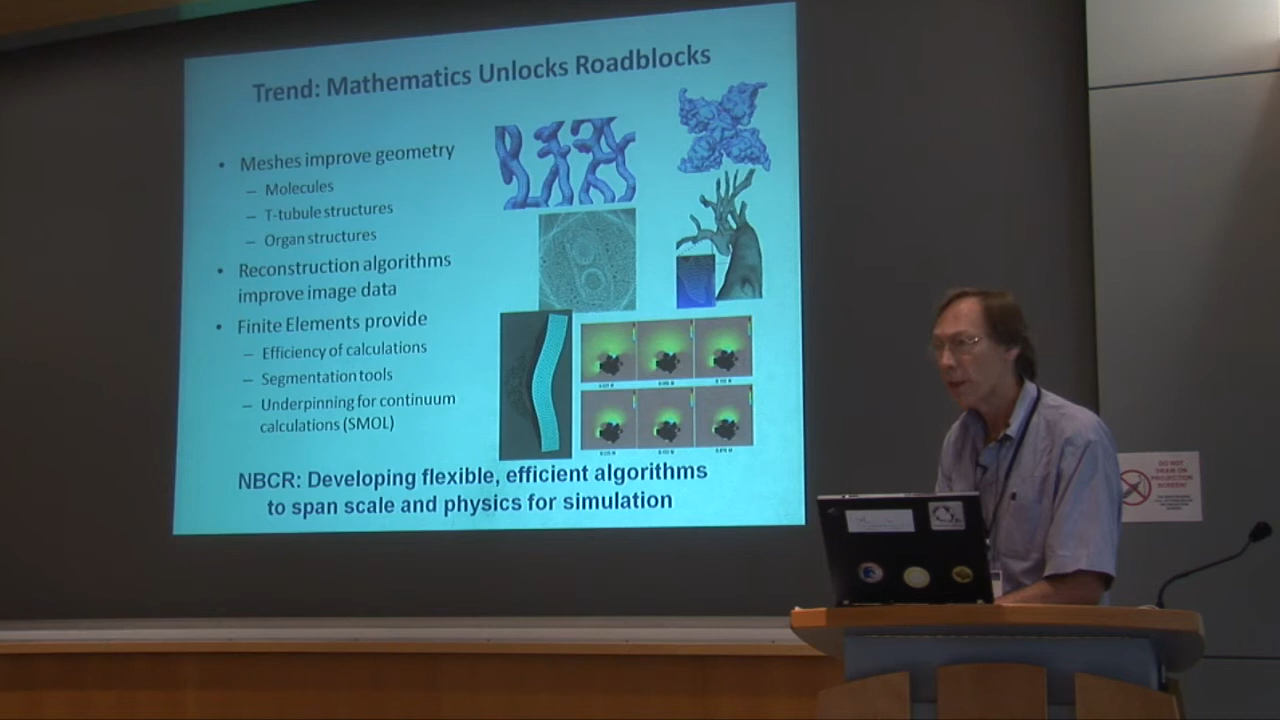 Trend: Mathematics Unlocks Roadblocks
• Meshes improve geometry
– Molecules
– T-tubule structures
– Organ structures
• Reconstruction algorithms
improve image data
• Finite Elements provide
– Efficiency of calculations
– Segmentation tools
– Underpinning for continuum
calculations (SMOL)
NBCR: Developing flexible, efficient algorithms
to span scale and physics for simulation
DO NOT
DRAW ON
PROJECTION
SCREEN!